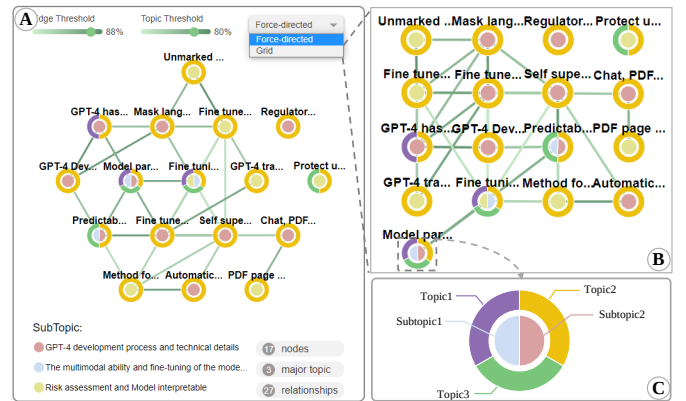 A
dge Threshold
88%
Topic Threshold
80%
Force-directed
Force-directed
Grid
Unmarked ...
GPT-4 has...
Mask lang...
Fine tune...
Regulator...
GPT-4 Dev...
Model par...
Fine tuni...
GPT-4 tra...
Protect u...
Predictab...
Fine tune...
Self supe...
Chat, PDF...
Method fo...
Automatic...
PDF page ...
SubTopic:
GPT-4 development process and technical details
The multimodal ability and fine-tuning of the mode...
Risk assessment and Model interpretable
17 nodes
3 major topic
27 relationships
Unmarked ...
Mask lang...
Regulator...
Protect u...
Fine tune...
Fine tune...
Self supe...
Chat, PDF...
GPT-4 has...
GPT-4 Dev...
Predictab...
PDF page ...
GPT-4 tra...
Fine tuni...
Method fo...
Automatic...
Model par...
B
Topic1
Topic2
Subtopic1
Subtopic2
Topic3
C